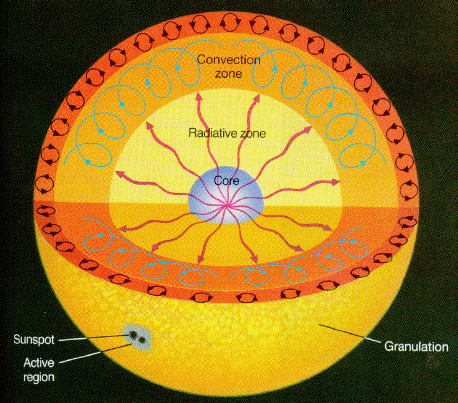 Convection
zone
Radiative zone
Core
Sunspot
Active
region
Granulation